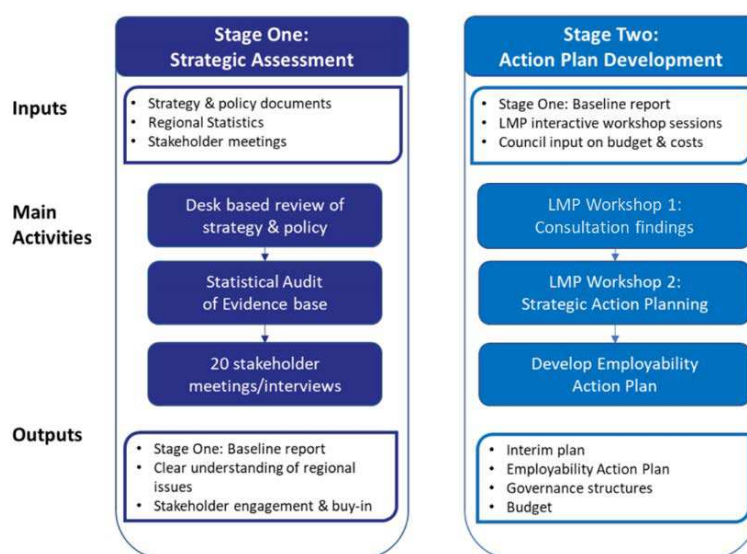 Stage One:
Strategic Assessment
Stage Two:
Action Plan Development
Inputs
• Strategy & policy documents
• Regional Statistics
• Stakeholder meetings
• Stage One: Baseline report
• LMP interactive workshop sessions
• Council input on budget & costs
Main
Activities
Desk based review of
strategy & policy
LMP Workshop 1:
Consultation findings
Statistical Audit
of Evidence base
LMP Workshop 2:
Strategic Action Planning
20 stakeholder
meetings/interviews
Develop Employability
Action Plan
Outputs
• Stage One: Baseline report
• Clear understanding of regional
issues
• Stakeholder engagement & buy-in
• Interim plan
• Employability Action Plan
• Governance structures
• Budget